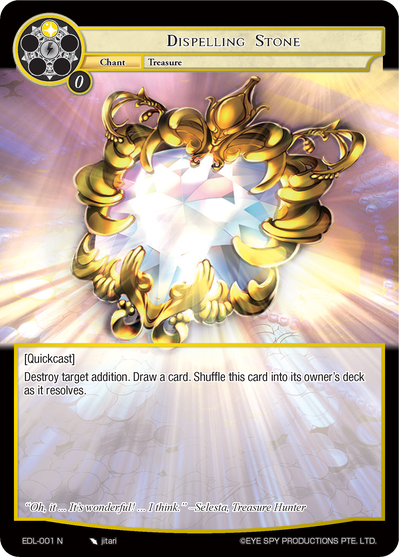 Dispelling Stone
Chant Treasure
0
[Quickcast]
Destroy target addition. Draw a card. Shuffle this card into its owner's deck
as it resolves.
"Oh, it ... It's wonderful! ... I think." –Selesta, Treasure Hunter
EDL-001 N jitari ©EYE SPY PRODUCTIONS PTE. LTD.